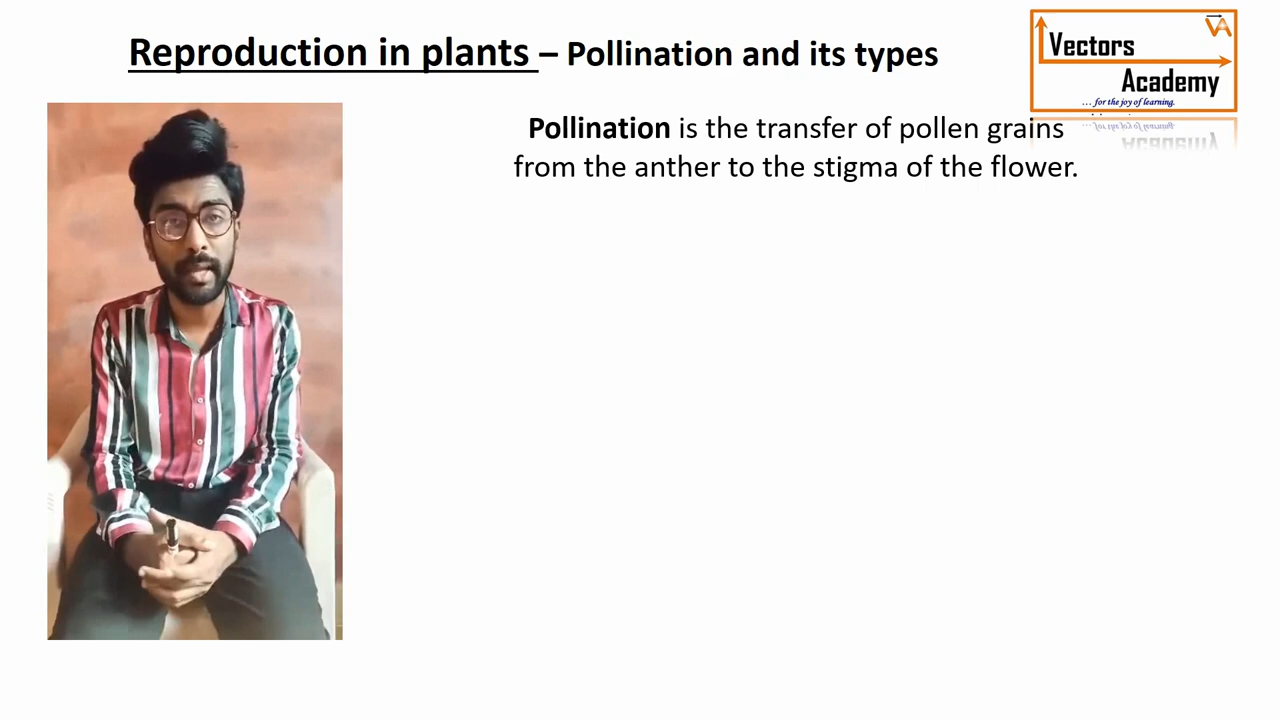 Reproduction in plants – Pollination and its types
VA
Vectors
Academy
... for the joy of learning.
Pollination is the transfer of pollen grains
from the anther to the stigma of the flower.